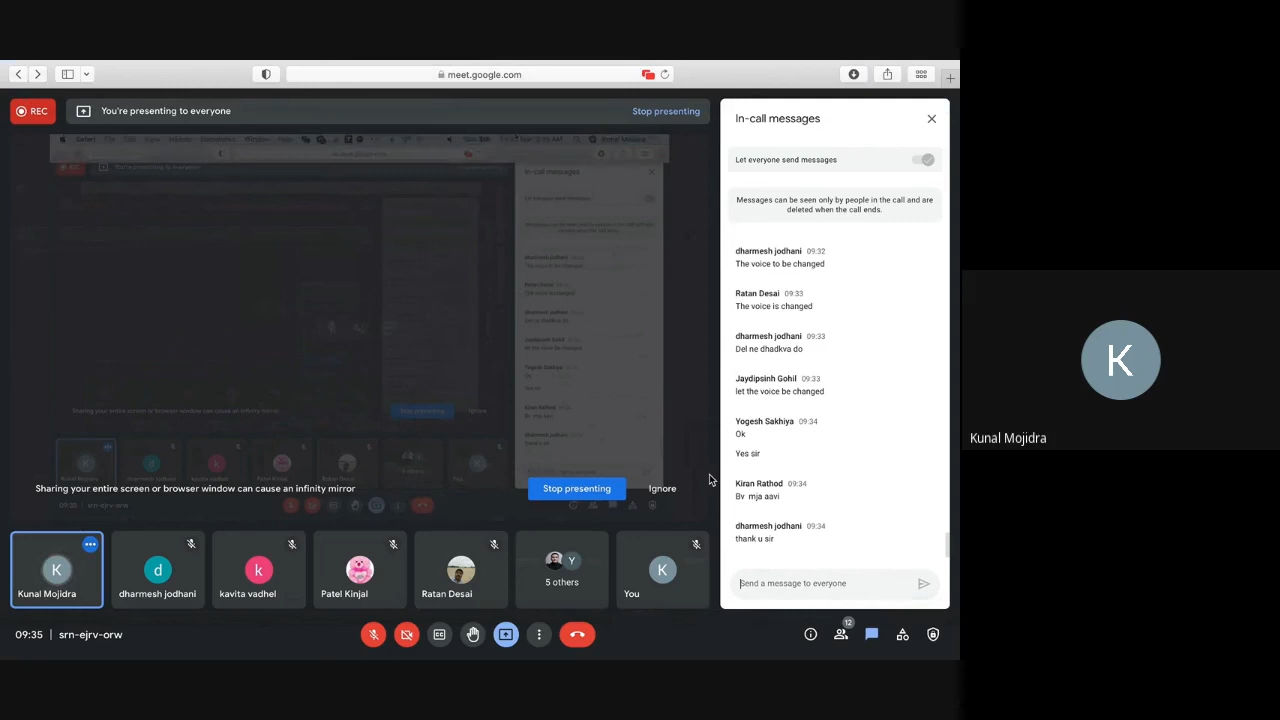 meet.google.com
REC
You're presenting to everyone
Stop presenting
In-call messages
Let everyone send messages
Messages can be seen only by people in the call and are
deleted when the call ends.
dharmesh jodhani 09:32
The voice to be changed
Ratan Desai 09:33
The voice is changed
dharmesh jodhani 09:33
Del ne dhadkva do
Jaydipsinh Gohil 09:33
let the voice be changed
Yogesh Sakhiya 09:34
Ok
Yes sir
Kiran Rathod 09:34
Bv mja aavi
dharmesh jodhani 09:34
thank u sir
Send a message to everyone
Sharing your entire screen or browser window can cause an infinity mirror
Stop presenting
Ignore
K
Kunal Mojidra
d
dharmesh jodhani
k
kavita vadhel
Patel Kinjal
Ratan Desai
Y
5 others
K
You
09:35 | srn-ejrv-orw
12
K
Kunal Mojidra